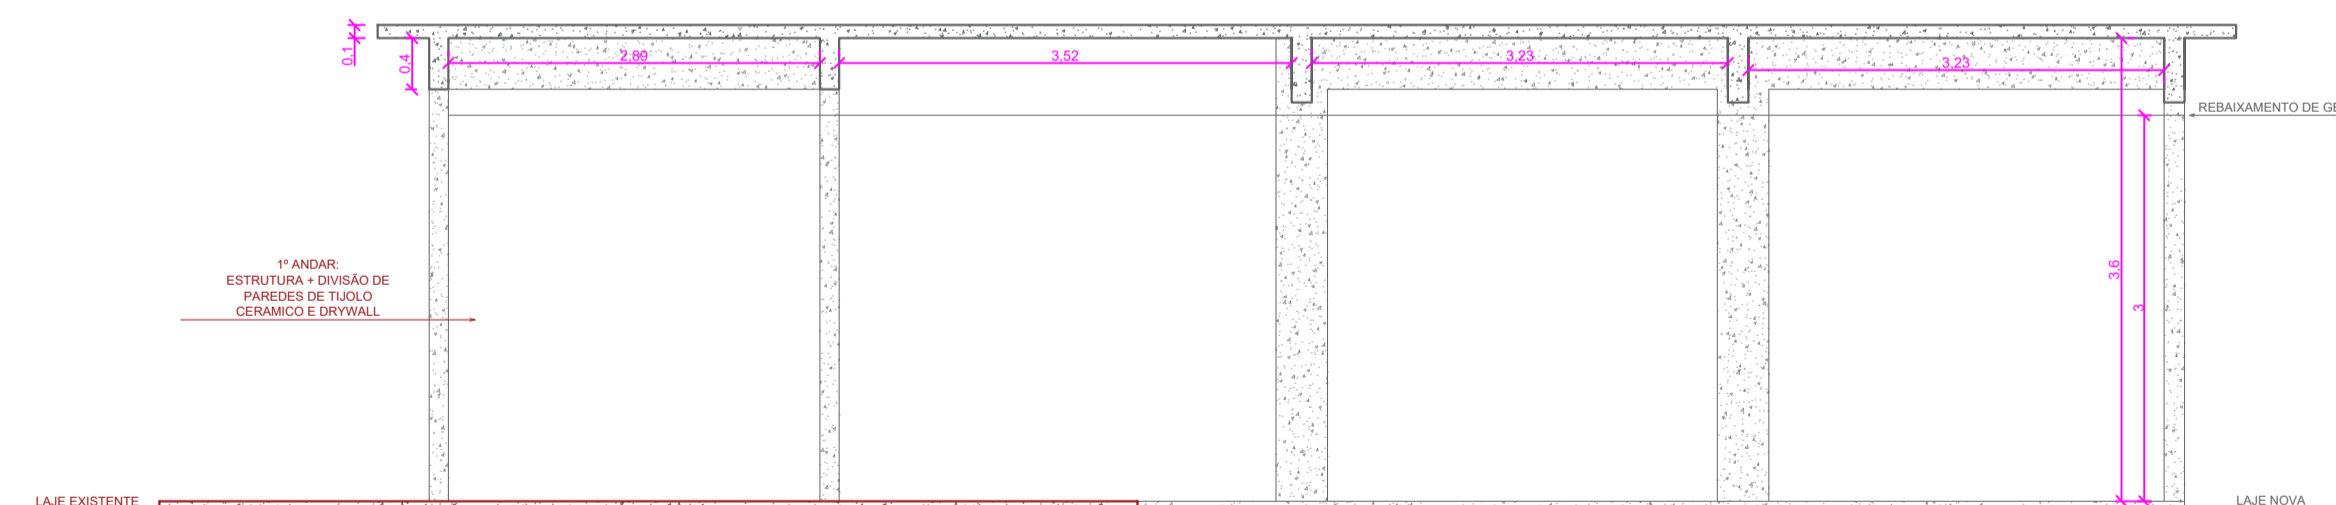 0,1
0,4
2,89
3,52
3,23
3,23
REBAIXAMENTO DE GE
1º ANDAR:
ESTRUTURA + DIVISÃO DE
PAREDES DE TIJOLO
CERAMICO E DRYWALL
3,6
3
LAJE EXISTENTE
LAJE NOVA